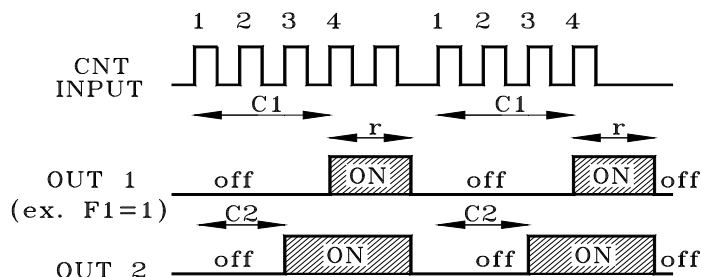 1 2 3 4 1 2 3 4
CNT
INPUT
C1 C1
r r
OUT 1 off ON off ON off
(ex. F1=1)
C2 C2
OUT 2 off ON off ON off